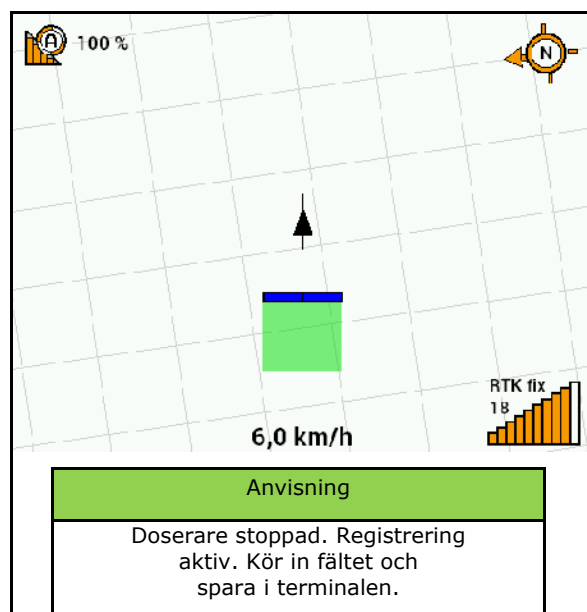 A 100 %
N
RTK fix
18
6,0 km/h
Anvisning
Doserare stoppad. Registrering
aktiv. Kör in fältet och
spara i terminalen.